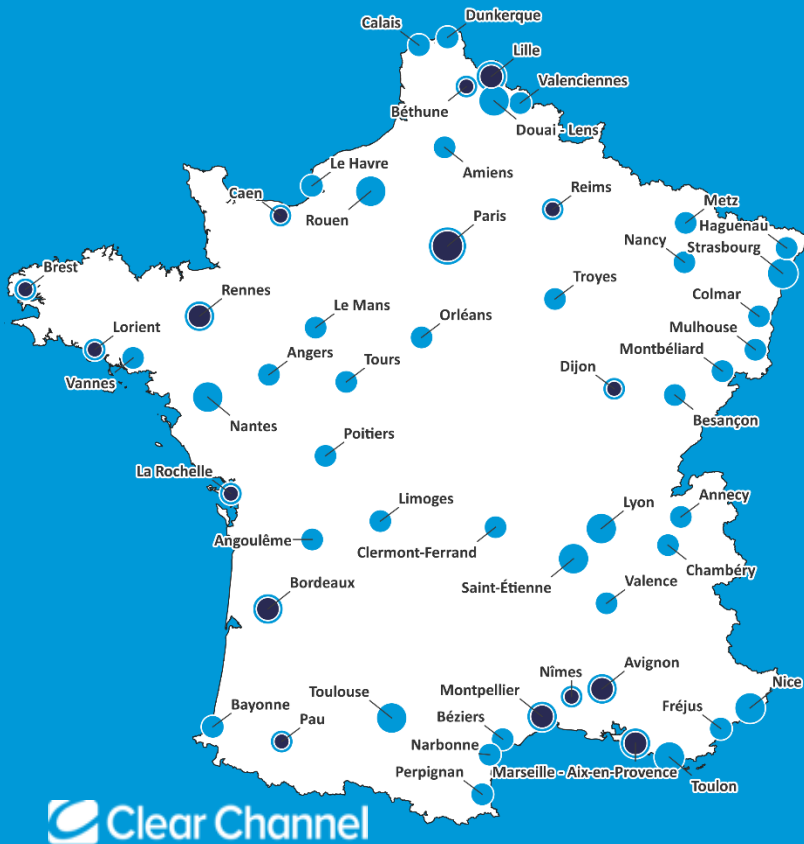 Dunkerque
Calais
Lille
Valenciennes
Béthune
Douai - Lens
Le Havre
Amiens
Caen
Rouen
Reims
Metz
Haguenau
Paris
Nancy
Strasbourg
Brest
Rennes
Troyes
Colmar
Le Mans
Orléans
Lorient
Mulhouse
Angers
Montbéliard
Vannes
Tours
Dijon
Besançon
Nantes
Poitiers
La Rochelle
Limoges
Lyon
Annecy
Angoulême
Clermont-Ferrand
Chambéry
Saint-Étienne
Valence
Bordeaux
Avignon
Nîmes
Nice
Toulouse
Montpellier
Bayonne
Fréjus
Pau
Béziers
Narbonne
Marseille - Aix-en-Provence
Perpignan
Toulon
Clear Channel